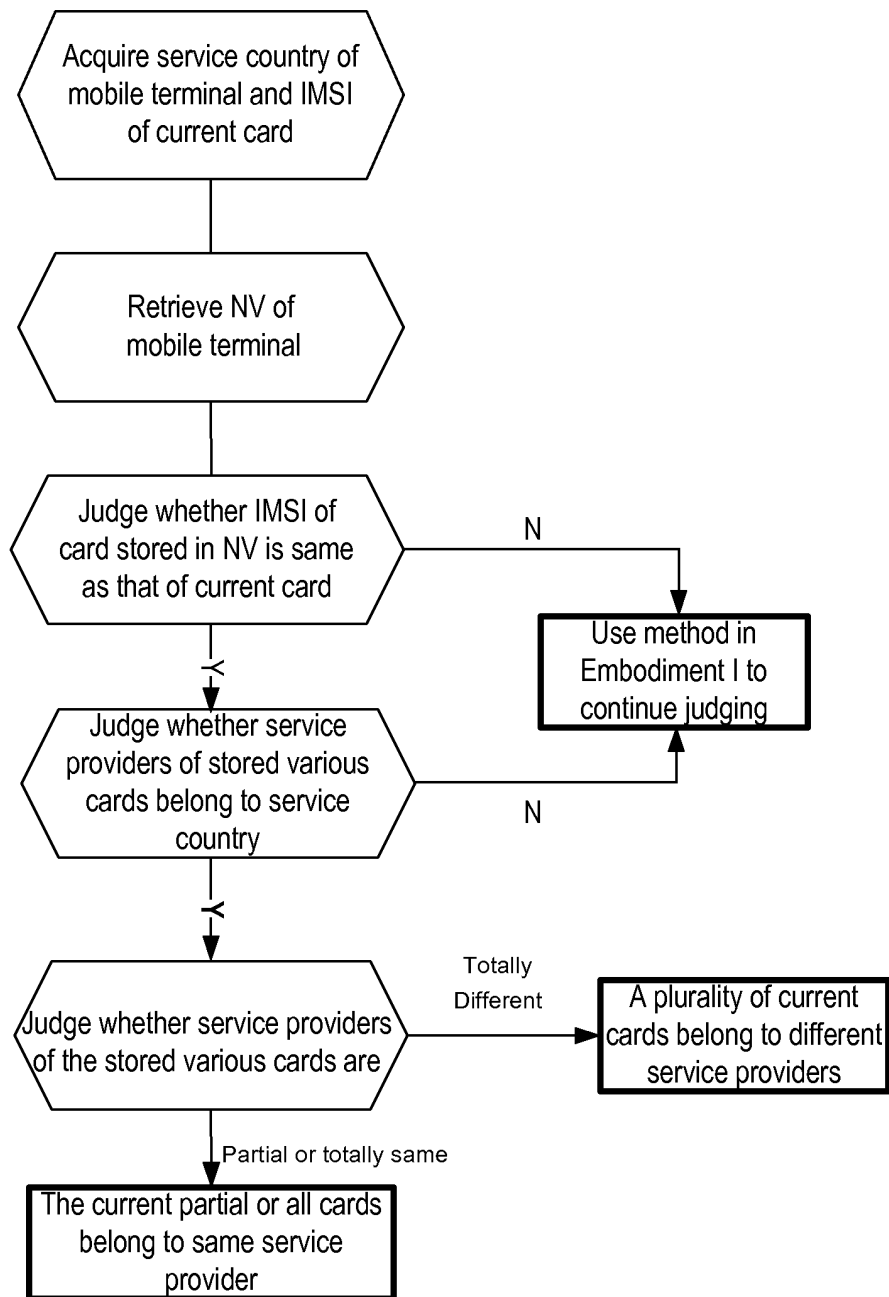 Acquire service country of
mobile terminal and IMSI
of current card
Retrieve NV of
mobile terminal
Judge whether IMSI of
card stored in NV is same
as that of current card
N
Use method in
Embodiment I to
continue judging
Y
Judge whether service
providers of stored various
cards belong to service
country
N
Y
Totally
Different
Judge whether service providers
of the stored various cards are
A plurality of current
cards belong to different
service providers
Partial or totally same
The current partial or all cards
belong to same service
provider